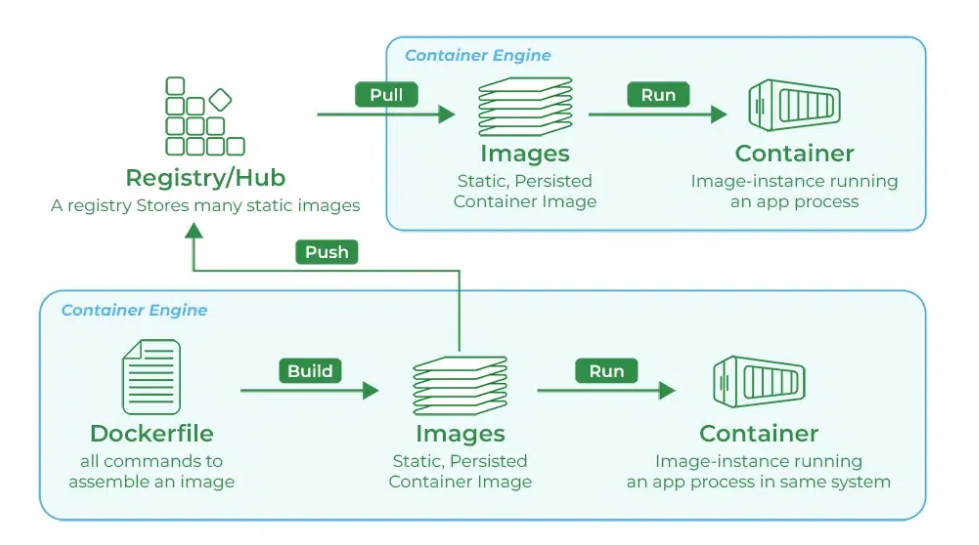 Container Engine
Pull
Run
Images
Container
Registry/Hub
Static, Persisted
Container Image
Image-instance running
an app process
A registry Stores many static images
Push
Container Engine
Build
Run
Dockerfile
Images
Container
all commands to
assemble an image
Static, Persisted
Container Image
Image-instance running
an app process in same system